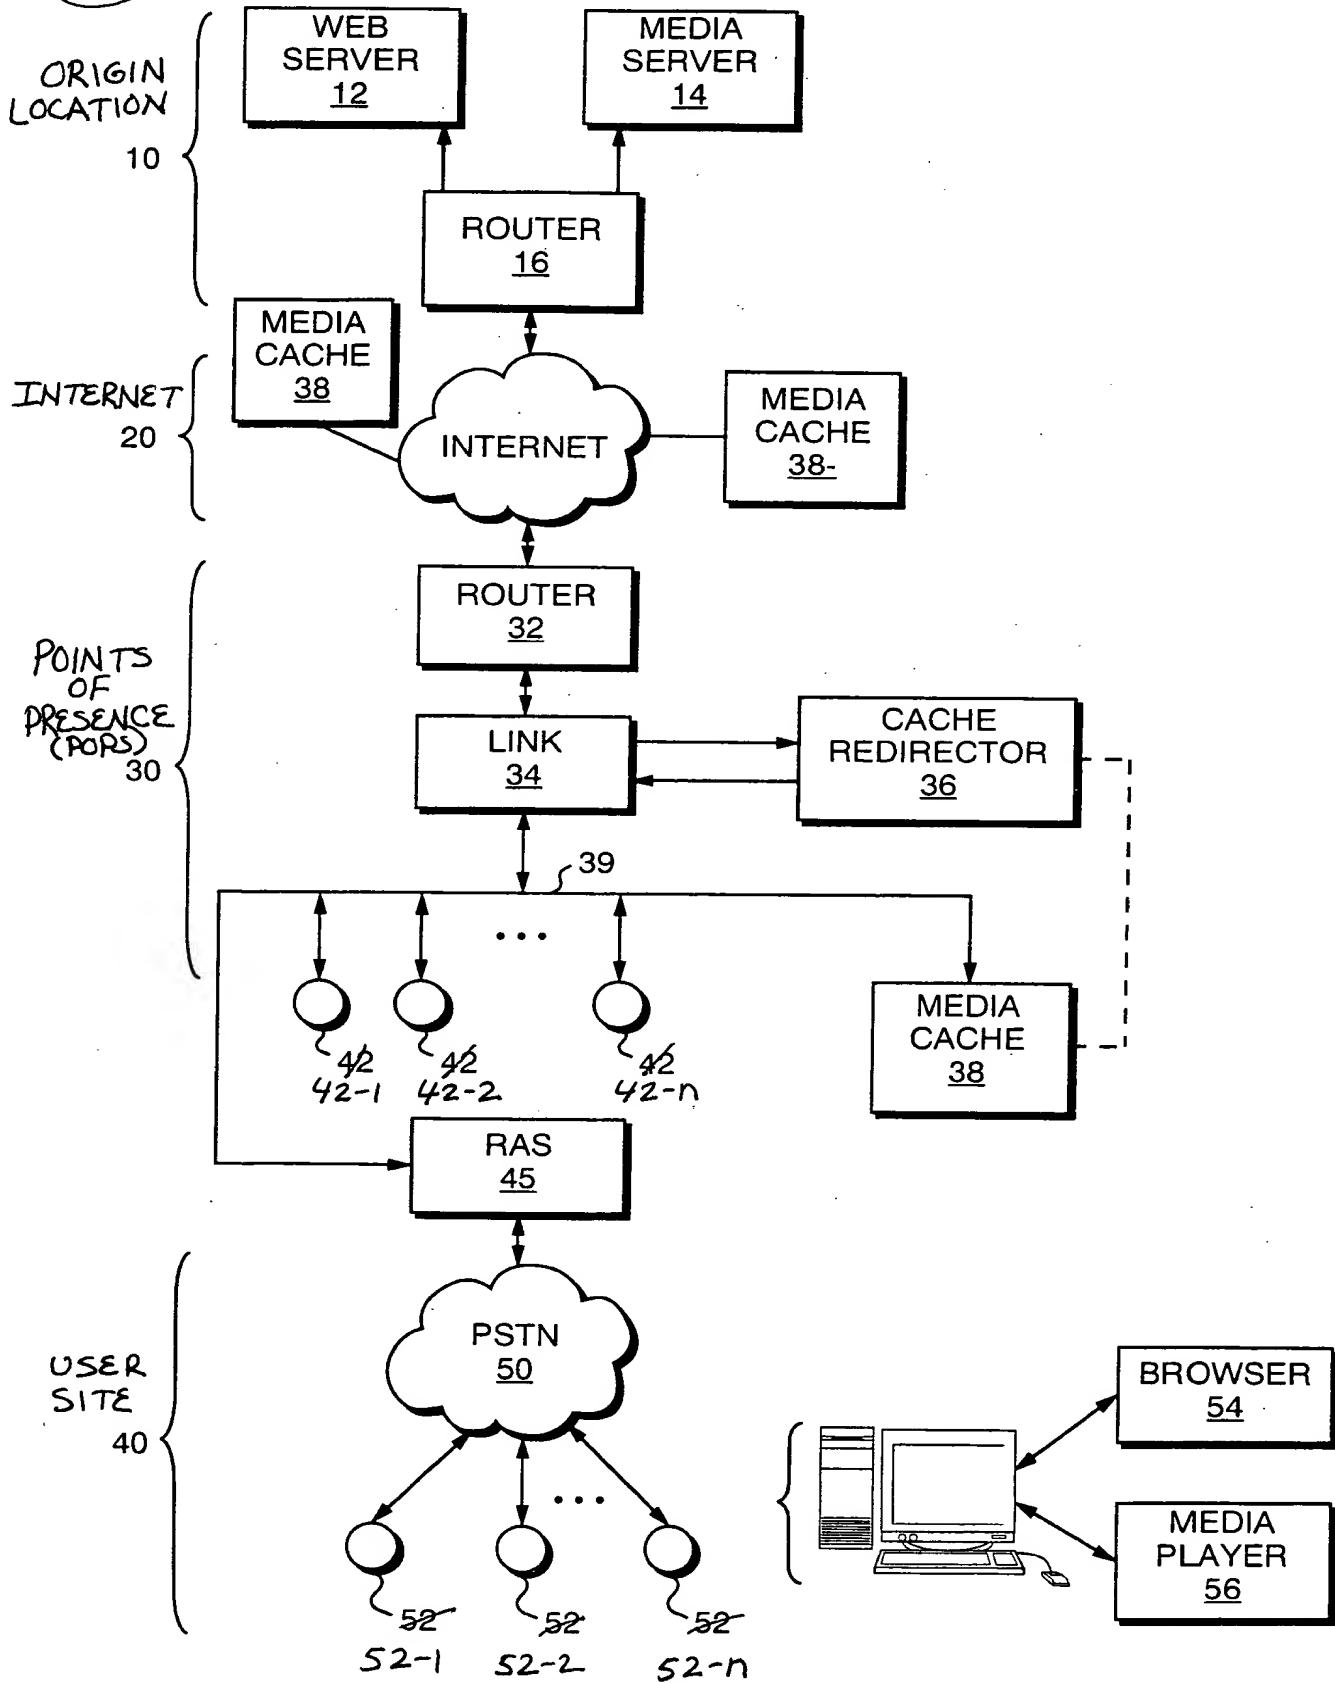 WEB
SERVER
12
MEDIA
SERVER
14
ORIGIN
LOCATION
10
ROUTER
16
MEDIA
CACHE
38
INTERNET
20
INTERNET
MEDIA
CACHE
38-
ROUTER
32
POINTS
OF
PRESENCE
(POPS)
30
LINK
34
CACHE
REDIRECTOR
36
39
42
42-1
42
42-2
42
42-n
MEDIA
CACHE
38
RAS
45
PSTN
50
USER
SITE
40
BROWSER
54
MEDIA
PLAYER
56
52
52-1
52
52-2
52
52-n